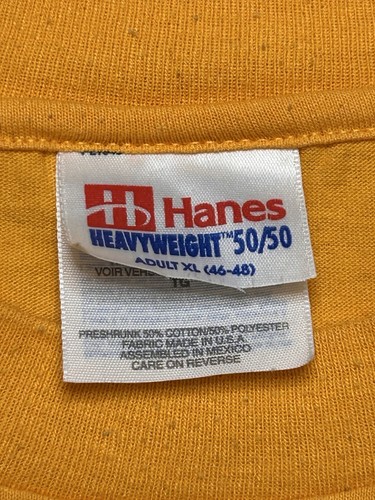 Hanes
HEAVYWEIGHT™ 50/50
ADULT XL (46-48)
VOIR
TG
PRESHRUNK 50% COTTON/50% POLYESTER
FABRIC MADE IN U.S.A.
ASSEMBLED IN MEXICO
CARE ON REVERSE